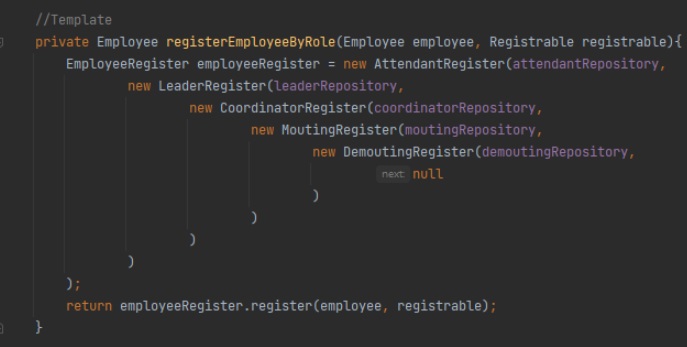 //Template
private Employee registerEmployeeByRole(Employee employee, Registrable registrable){
EmployeeRegister employeeRegister = new AttendantRegister(attendantRepository,
new LeaderRegister(leaderRepository,
new CoordinatorRegister(coordinatorRepository,
new MoutingRegister(moutingRepository,
new DemoutingRegister(demoutingRepository,
next: null
)
)
)
)
);
return employeeRegister.register(employee, registrable);
}